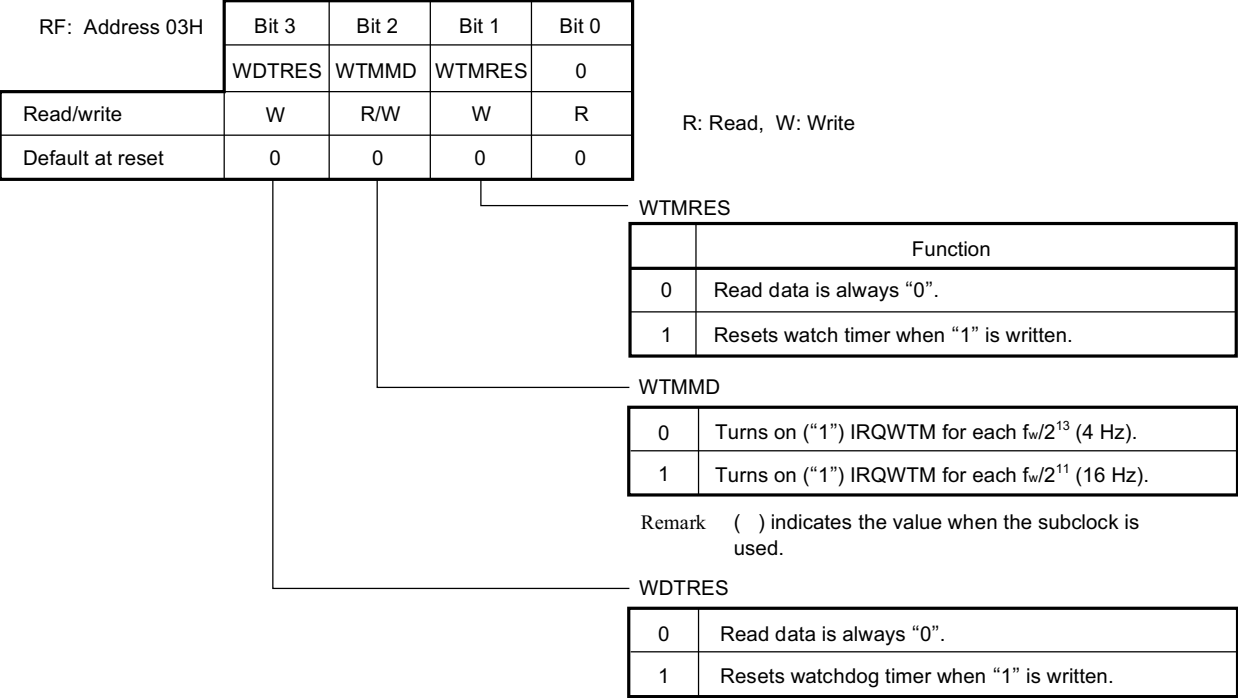 RF: Address 03H Bit 3 Bit 2 Bit 1 Bit 0
WDTRES WTMMD WTMRES 0
Read/write W R/W W R
R: Read, W: Write
Default at reset 0 0 0 0
WTMRES
Function
0 Read data is always “0”.
1 Resets watch timer when “1” is written.
WTMMD
0 Turns on (“1”) IRQWTM for each fw/2¹³ (4 Hz).
1 Turns on (“1”) IRQWTM for each fw/2¹¹ (16 Hz).
Remark ( ) indicates the value when the subclock is
used.
WDTRES
0 Read data is always “0”.
1 Resets watchdog timer when “1” is written.